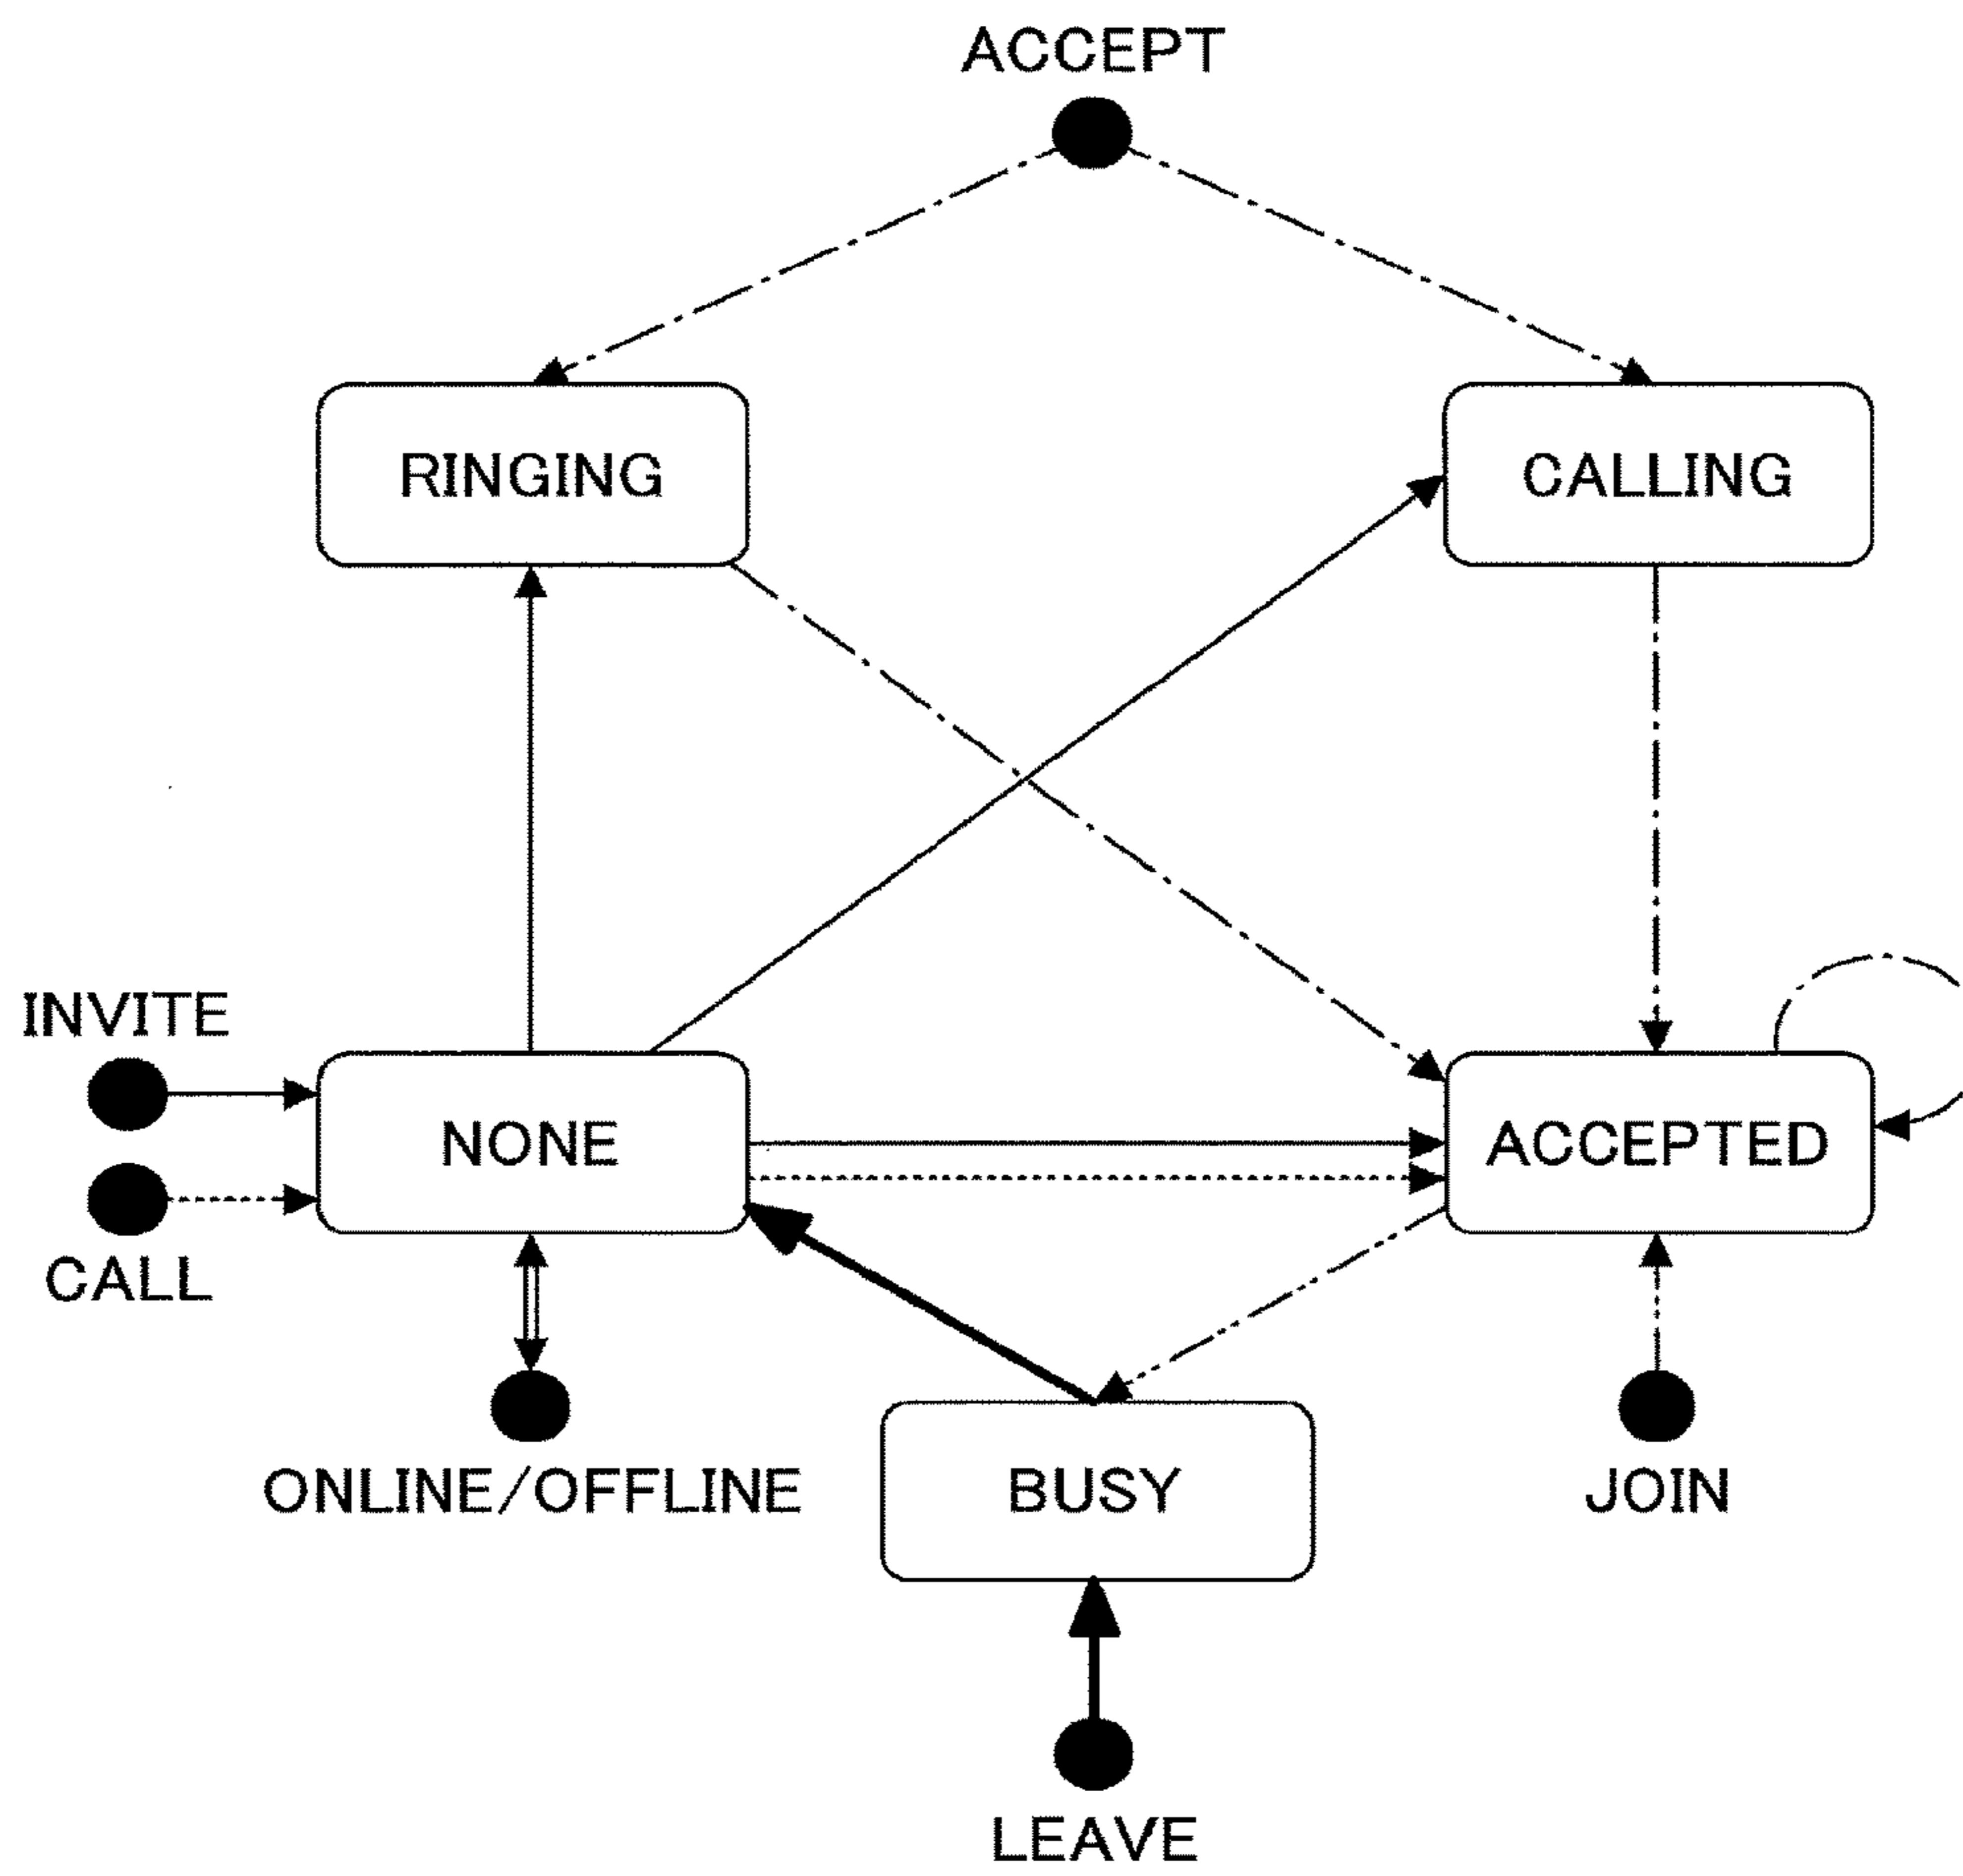 ACCEPT
RINGING
CALLING
INVITE
NONE
ACCEPTED
CALL
ONLINE/OFFLINE
BUSY
JOIN
LEAVE